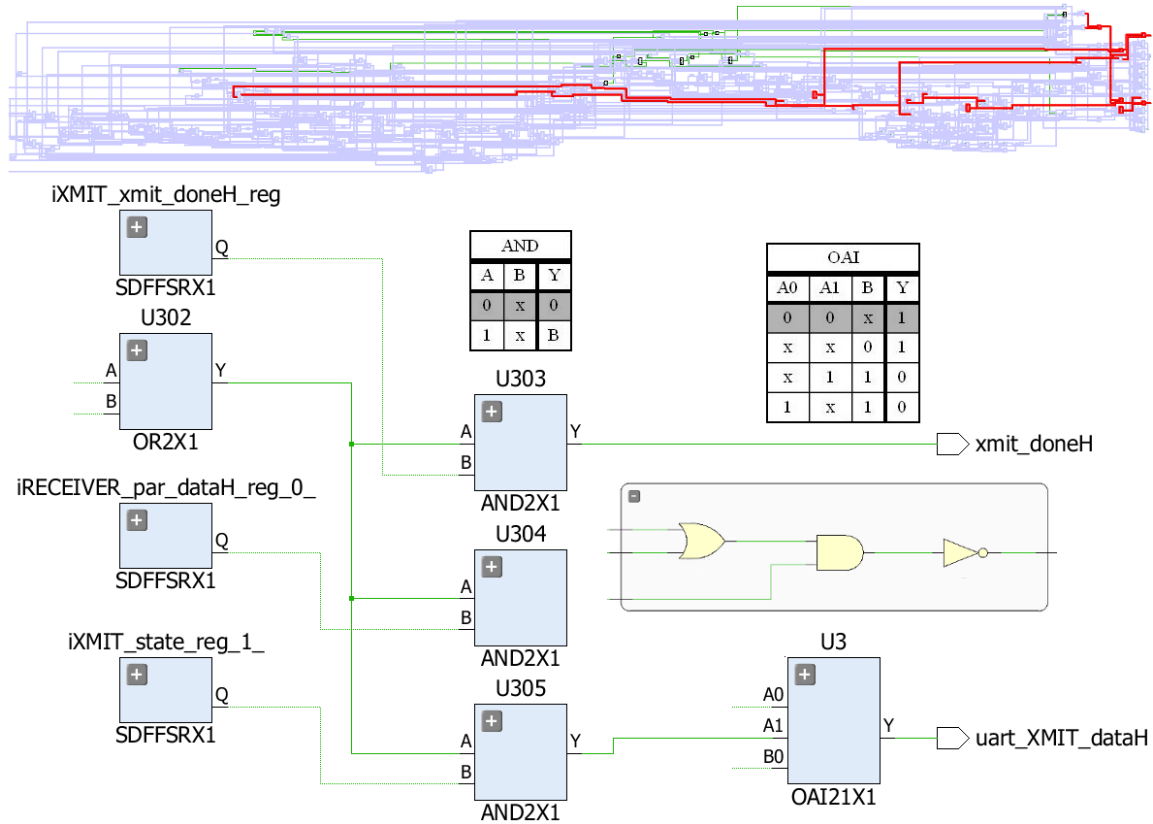 iXMIT_xmit_doneH_reg
Q
SDFFSRX1
U302
A
B
Y
OR2X1
iRECEIVER_par_dataH_reg_0_
Q
SDFFSRX1
iXMIT_state_reg_1_
Q
SDFFSRX1
AND
A B Y
0 x 0
1 x B
OAI
A0 A1 B Y
0 0 x 1
x x 0 1
x 1 1 0
1 x 1 0
U303
A
B
Y
AND2X1
xmit_doneH
U304
A
B
AND2X1
U305
A
B
Y
AND2X1
U3
A0
A1
B0
Y
OAI21X1
uart_XMIT_dataH